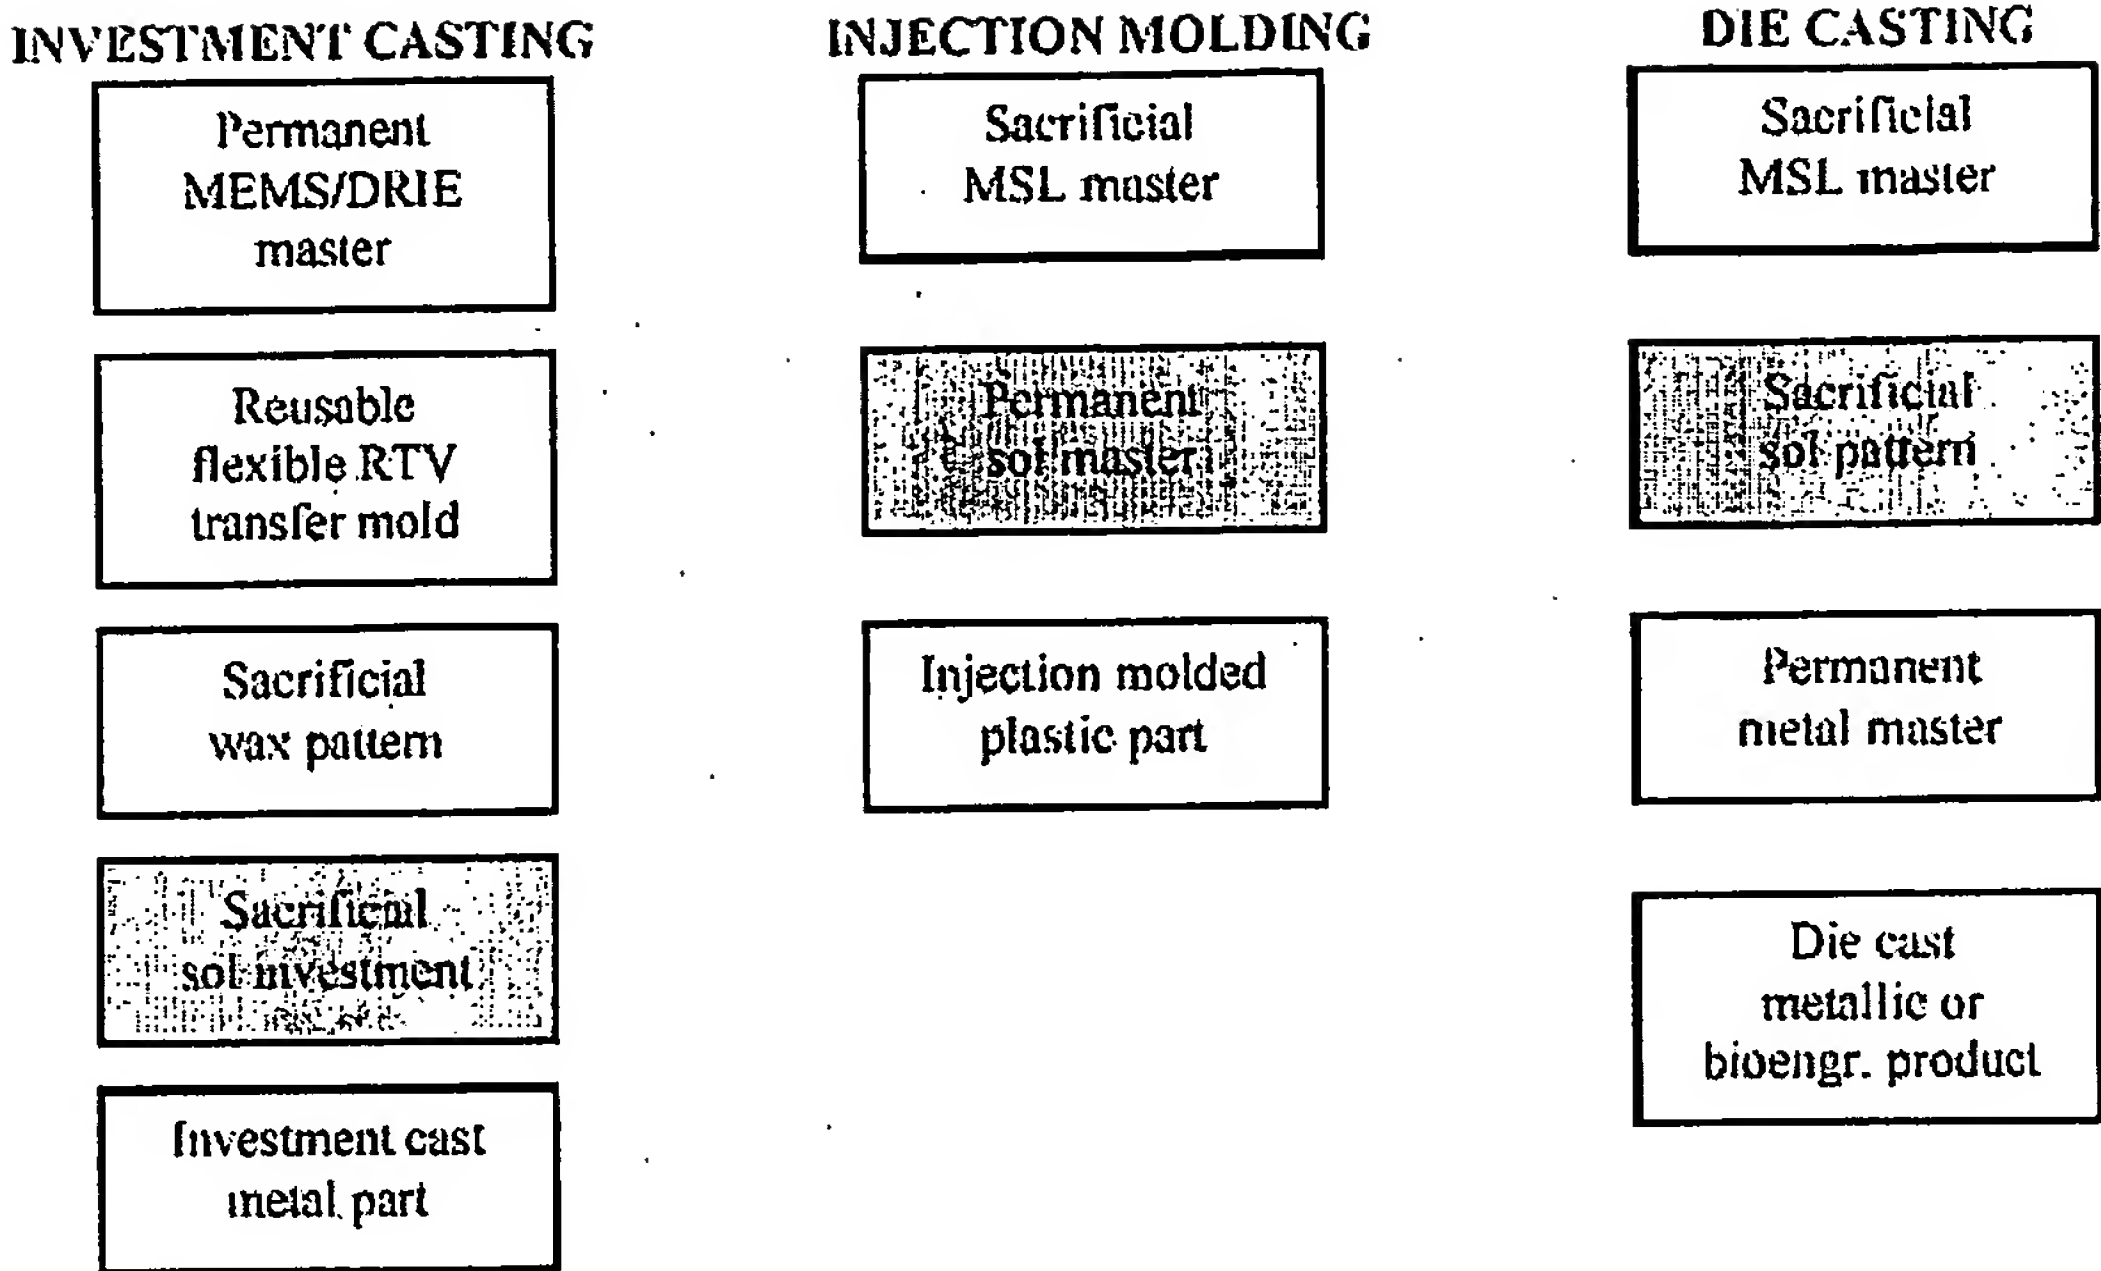 INVESTMENT CASTING
Permanent
MEMS/DRIE
master
Reusable
flexible RTV
transfer mold
Sacrificial
wax pattern
Sacrificial
sol investment
Investment cast
metal part
INJECTION MOLDING
Sacrificial
MSL master
Permanent
sol master
Injection molded
plastic part
DIE CASTING
Sacrificial
MSL master
Sacrificial
sol pattern
Permanent
metal master
Die cast
metallic or
bioengr. product